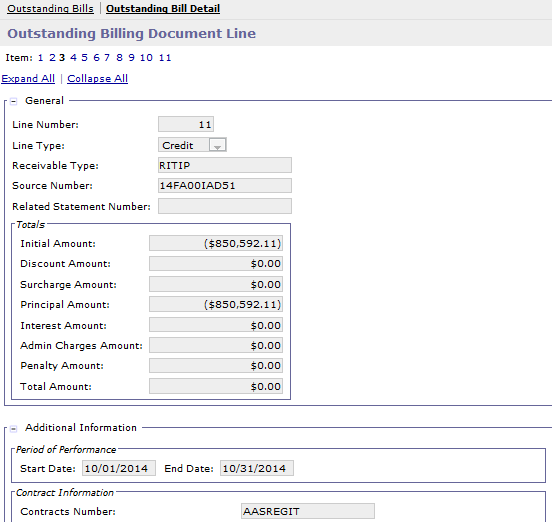 Outstanding Bills | Outstanding Bill Detail
Outstanding Billing Document Line
Item: 1 2 3 4 5 6 7 8 9 10 11
Expand All | Collapse All
General
Line Number: 11
Line Type: Credit
Receivable Type: RITIP
Source Number: 14FA00IAD51
Related Statement Number:
Totals
Initial Amount: ($850,592.11)
Discount Amount: $0.00
Surcharge Amount: $0.00
Principal Amount: ($850,592.11)
Interest Amount: $0.00
Admin Charges Amount: $0.00
Penalty Amount: $0.00
Total Amount: $0.00
Additional Information
Period of Performance
Start Date: 10/01/2014 End Date: 10/31/2014
Contract Information
Contracts Number: AASREGIT